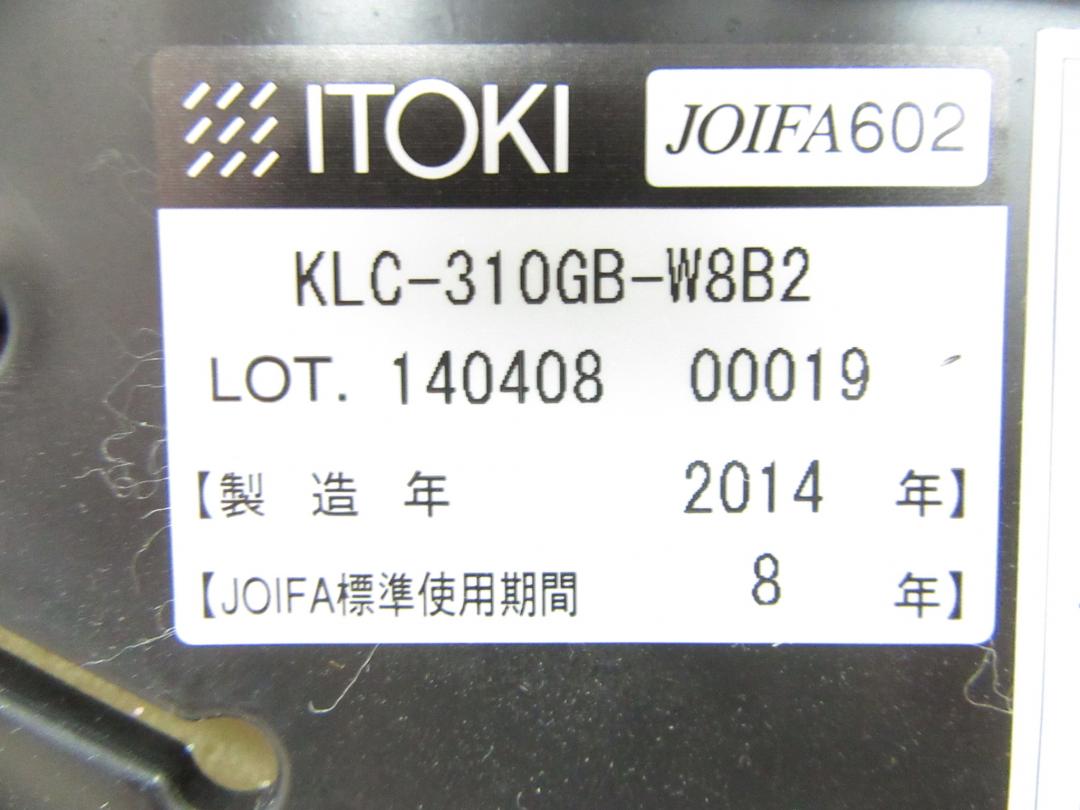 ITOKI JOIFA602
KLC-310GB-W8B2
LOT. 140408 00019
【製 造 年 2014 年】
【JOIFA標準使用期間 8 年】